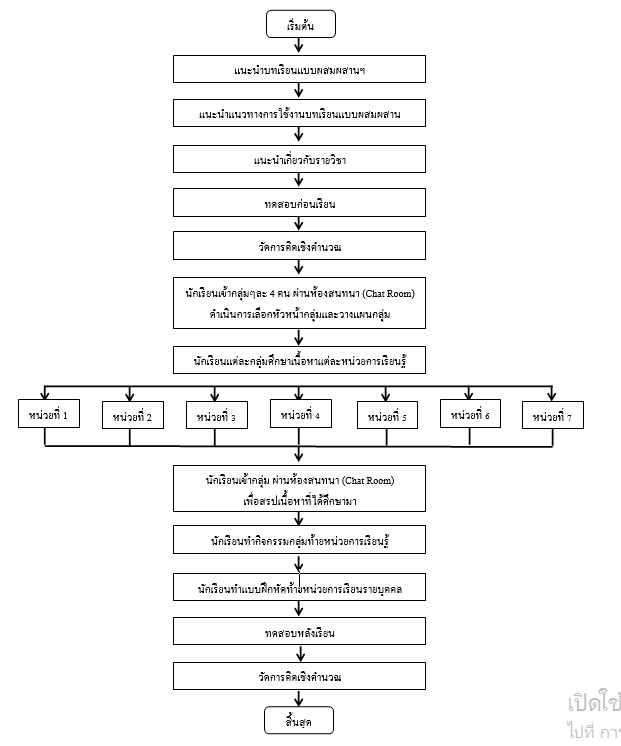 เริ่มต้น
แนะนำบทเรียนแบบผสมผสานฯ
แนะนำแนวทางการใช้งานบทเรียนแบบผสมผสาน
แนะนำเกี่ยวกับรายวิชา
ทดสอบก่อนเรียน
วัดการคิดเชิงคำนวณ
นักเรียนเข้ากลุ่มๆละ 4 คน ผ่านห้องสนทนา (Chat Room)
ดำเนินการเลือกหัวหน้ากลุ่มและวางแผนกลุ่ม
นักเรียนแต่ละกลุ่มศึกษาเนื้อหาแต่ละหน่วยการเรียนรู้
หน่วยที่ 1 หน่วยที่ 2 หน่วยที่ 3 หน่วยที่ 4 หน่วยที่ 5 หน่วยที่ 6 หน่วยที่ 7
นักเรียนเข้ากลุ่ม ผ่านห้องสนทนา (Chat Room)
เพื่อสรุปเนื้อหาที่ได้ศึกษามา
นักเรียนทำกิจกรรมกลุ่มท้ายหน่วยการเรียนรู้
นักเรียนทำแบบฝึกหัดท้ายหน่วยการเรียนรายบุคคล
ทดสอบหลังเรียน
วัดการคิดเชิงคำนวณ
สิ้นสุด
เปิดใช้
ไปที่ การ